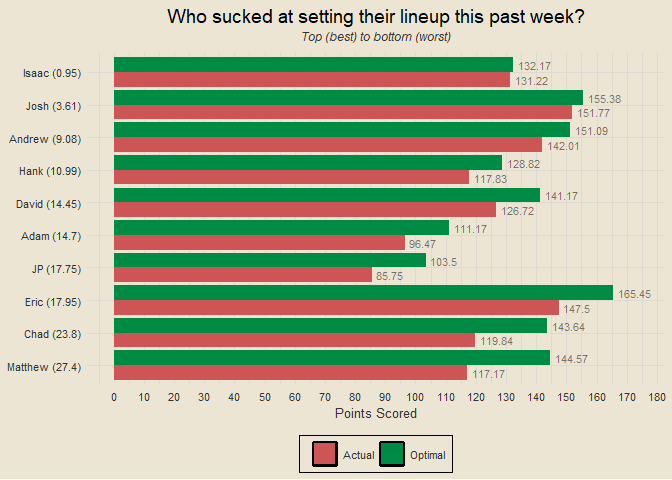 Who sucked at setting their lineup this past week?
Top (best) to bottom (worst)
Isaac (0.95)
132.17
131.22
Josh (3.61)
155.38
151.77
Andrew (9.08)
151.09
142.01
Hank (10.99)
128.82
117.83
David (14.45)
141.17
126.72
Adam (14.7)
111.17
96.47
JP (17.75)
103.5
85.75
Eric (17.95)
165.45
147.5
Chad (23.8)
143.64
119.84
Matthew (27.4)
144.57
117.17
0 10 20 30 40 50 60 70 80 90 100 110 120 130 140 150 160 170 180
Points Scored
Actual Optimal